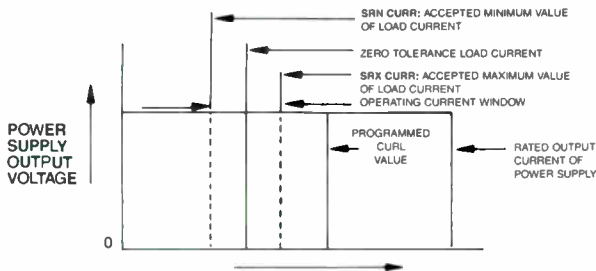 SRN CURR: ACCEPTED MINIMUM VALUE
OF LOAD CURRENT
ZERO TOLERANCE LOAD CURRENT
SRX CURR: ACCEPTED MAXIMUM VALUE
OF LOAD CURRENT
OPERATING CURRENT WINDOW
POWER
SUPPLY
OUTPUT
VOLTAGE
PROGRAMMED
CURL
VALUE
RATED OUTPUT
CURRENT OF
POWER SUPPLY
0